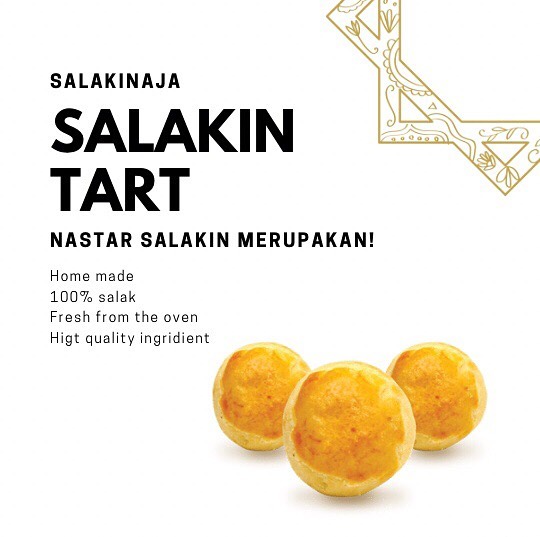 SALAKINAJA
SALAKIN
TART
NASTAR SALAKIN MERUPAKAN!
Home made
100% salak
Fresh from the oven
Higt quality ingridient